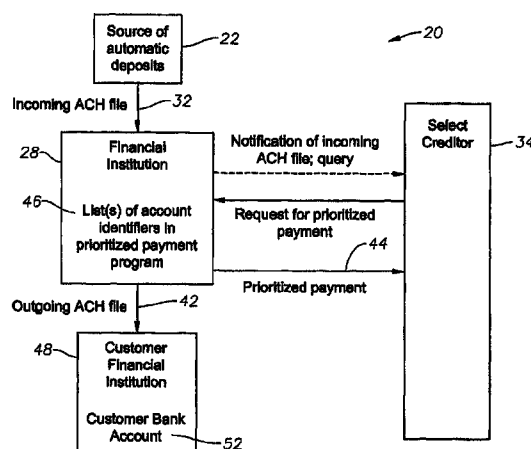 Source of
automatic
deposits
22
20
Incoming ACH file
32
28
Financial
Institution
46
List(s) of account
identifiers in
prioritized payment
program
Notification of incoming
ACH file; query
Request for prioritized
payment
44
Prioritized payment
Select
Creditor
34
Outgoing ACH file
42
48
Customer
Financial
Institution
Customer Bank
Account
52